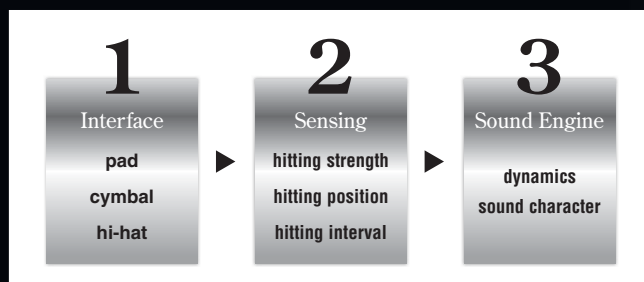 1
Interface
pad
cymbal
hi-hat
2
Sensing
hitting strength
hitting position
hitting interval
3
Sound Engine
dynamics
sound character